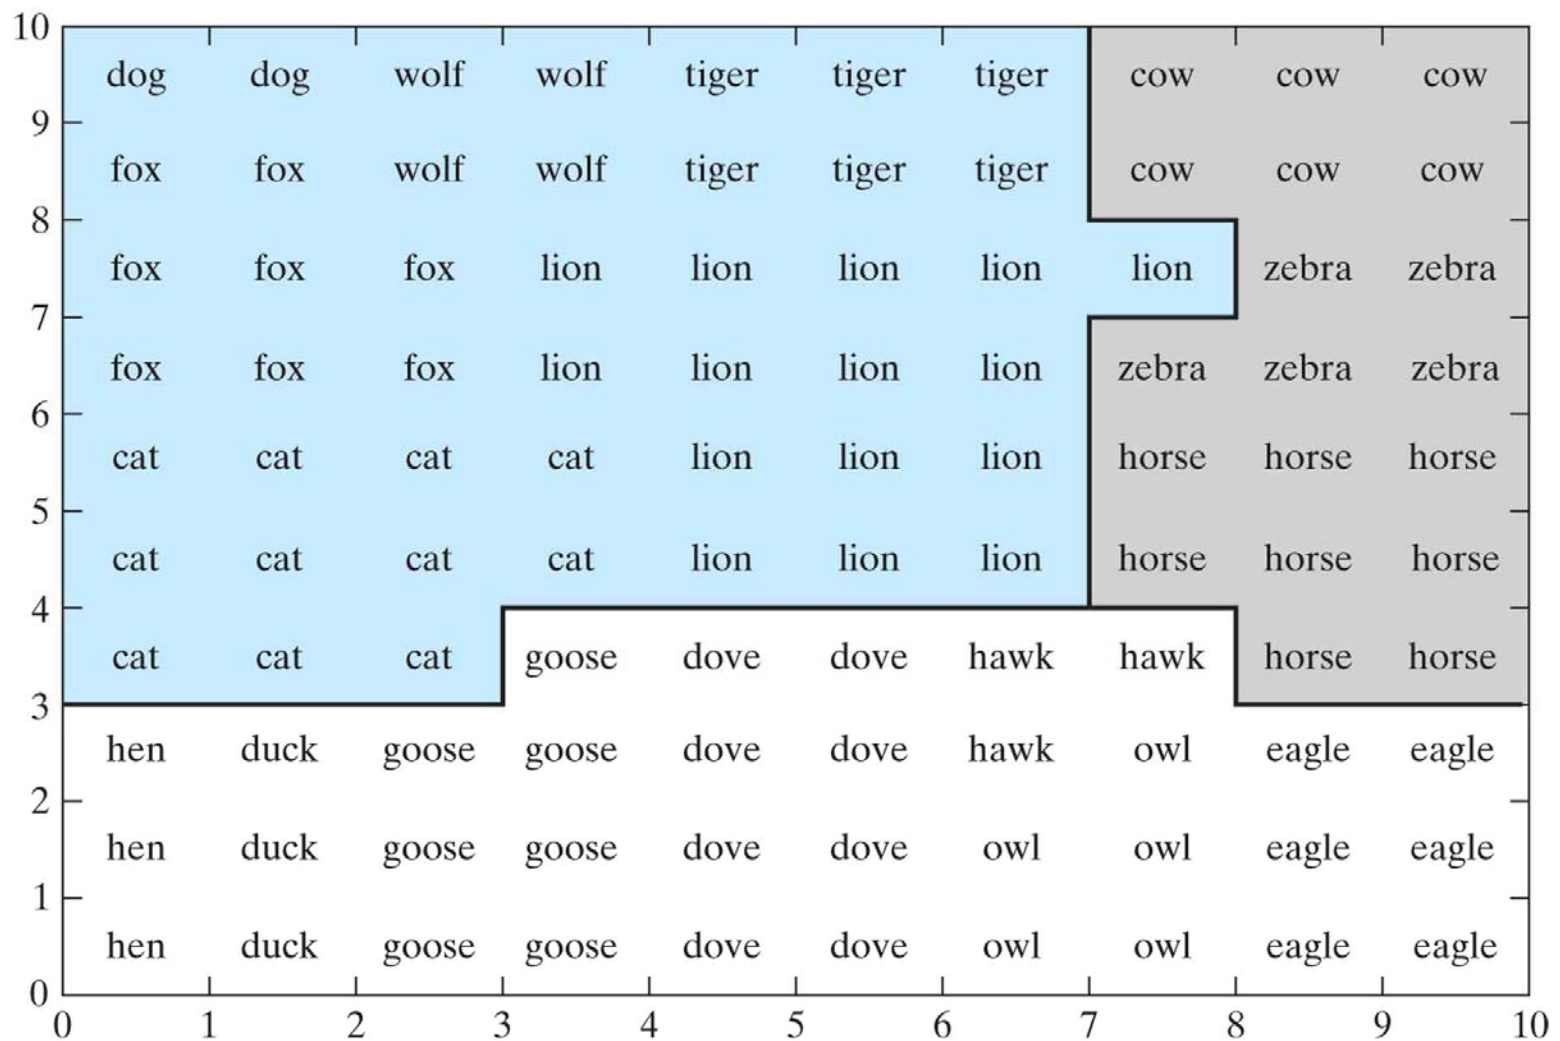 10
dog dog wolf wolf tiger tiger tiger cow cow cow
9
fox fox wolf wolf tiger tiger tiger cow cow cow
8
fox fox fox lion lion lion lion lion zebra zebra
7
fox fox fox lion lion lion lion zebra zebra zebra
6
cat cat cat cat lion lion lion horse horse horse
5
cat cat cat cat lion lion lion horse horse horse
4
cat cat cat goose dove dove hawk hawk horse horse
3
hen duck goose goose dove dove hawk owl eagle eagle
2
hen duck goose goose dove dove owl owl eagle eagle
1
hen duck goose goose dove dove owl owl eagle eagle
0
0 1 2 3 4 5 6 7 8 9 10